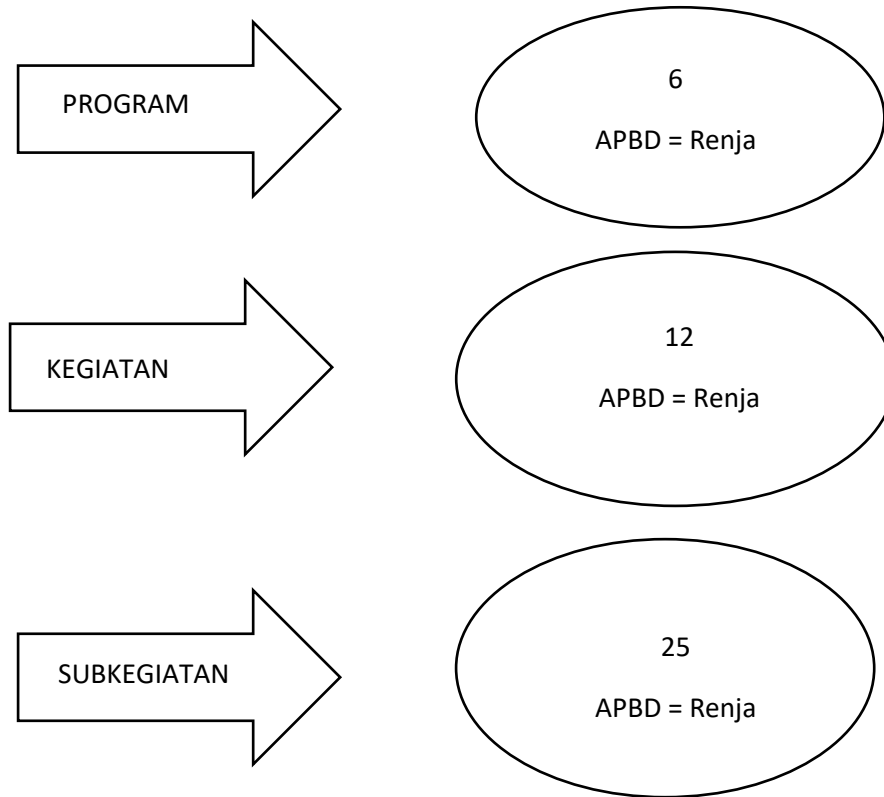 PROGRAM
6
APBD = Renja
KEGIATAN
12
APBD = Renja
SUBKEGIATAN
25
APBD = Renja